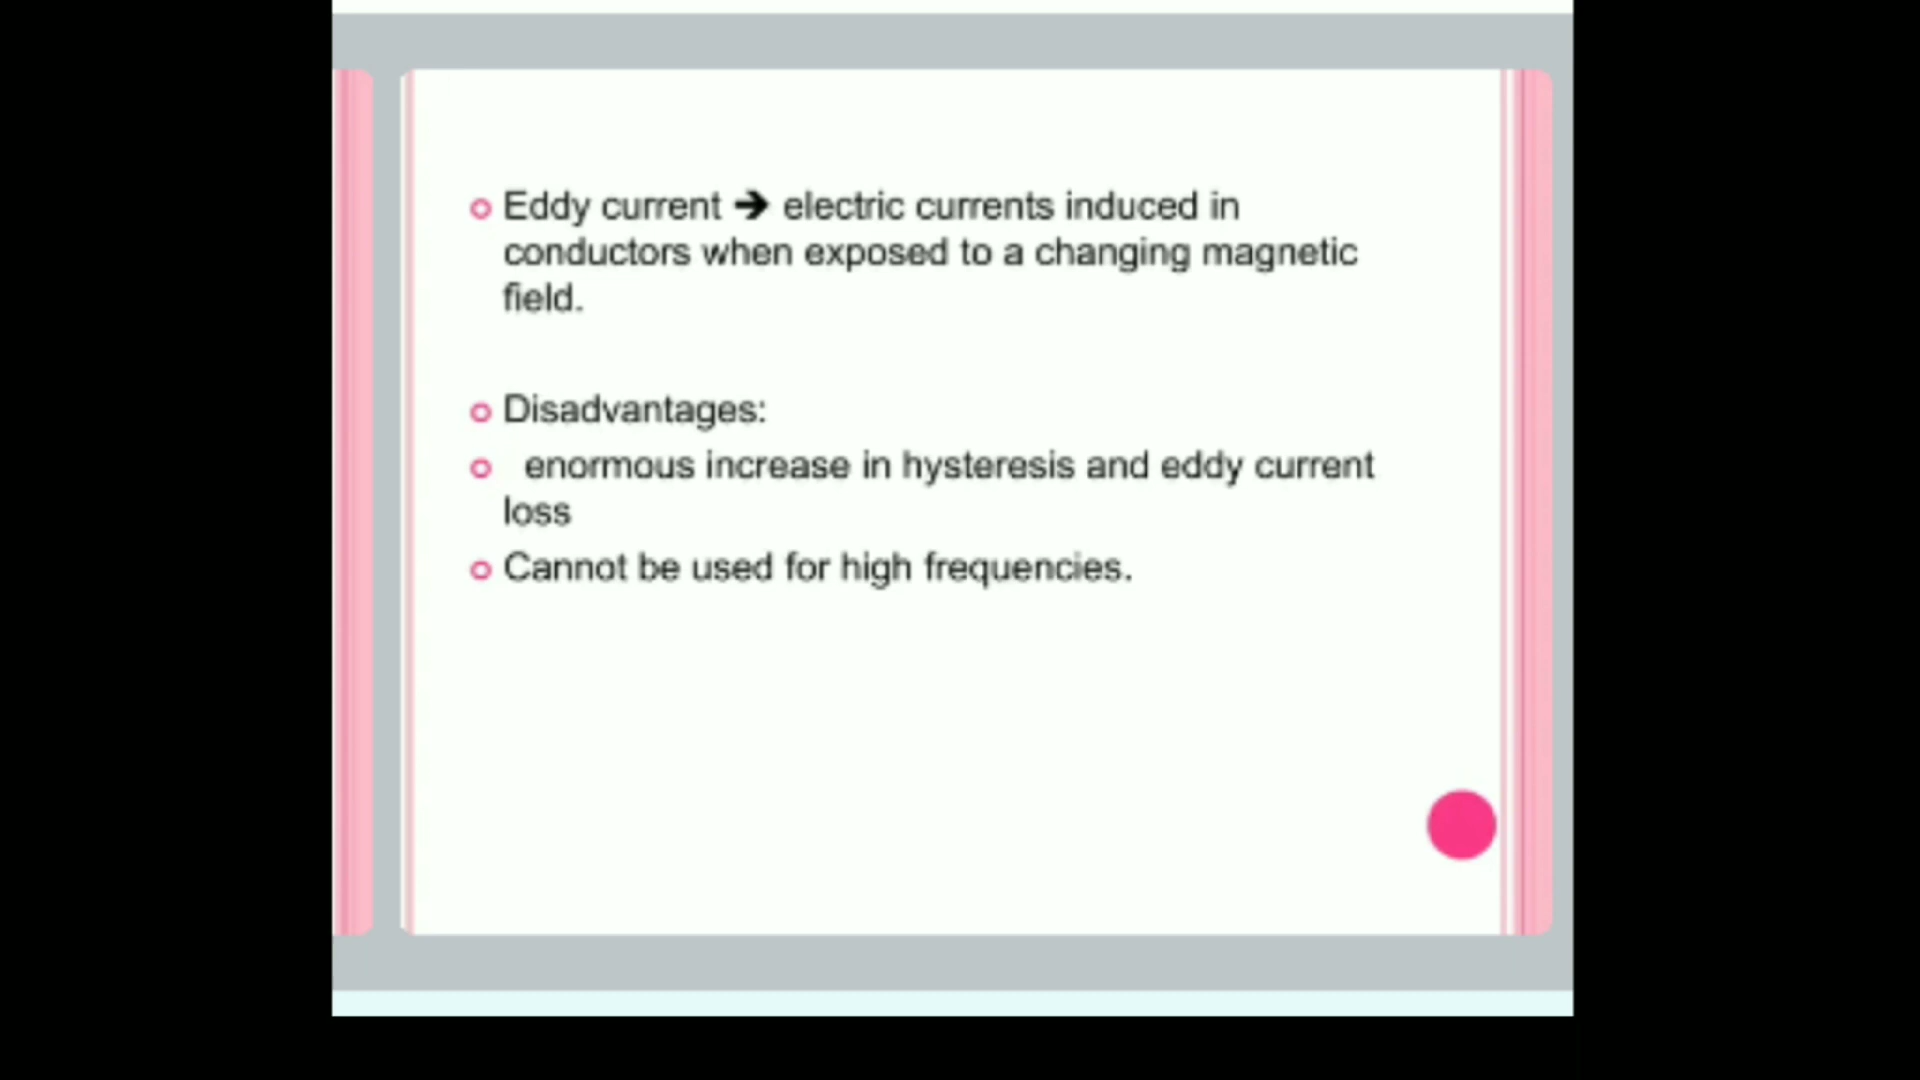 Eddy current ➔ electric currents induced in
conductors when exposed to a changing magnetic
field.
Disadvantages:
enormous increase in hysteresis and eddy current
loss
Cannot be used for high frequencies.